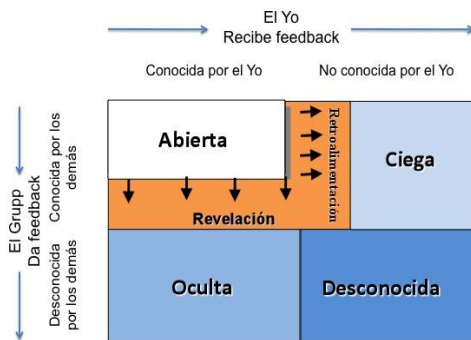 El Yo
Recibe feedback
Conocida por el Yo
No conocida por el Yo
El Grupp
Da feedback
Conocida por los
demás
Desconocida
por los demás
Abierta
Retroalimentación
Ciega
Revelación
Oculta
Desconocida